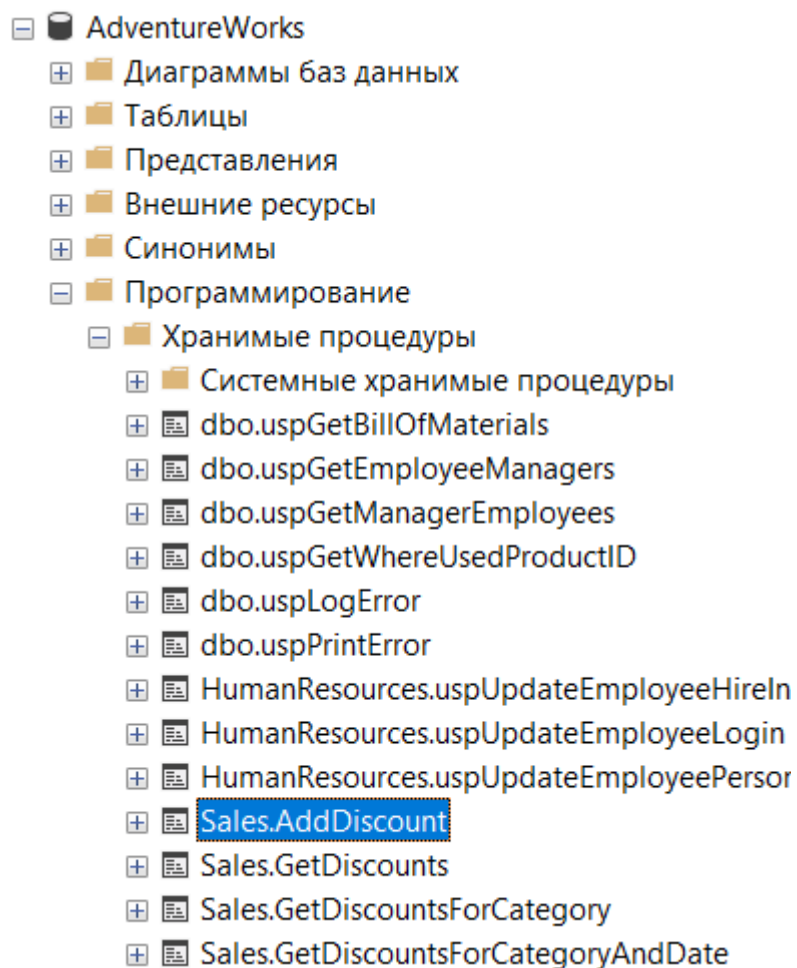 AdventureWorks
Диаграммы баз данных
Таблицы
Представления
Внешние ресурсы
Синонимы
Программирование
Хранимые процедуры
Системные хранимые процедуры
dbo.uspGetBillOfMaterials
dbo.uspGetEmployeeManagers
dbo.uspGetManagerEmployees
dbo.uspGetWhereUsedProductID
dbo.uspLogError
dbo.uspPrintError
HumanResources.uspUpdateEmployeeHireIn
HumanResources.uspUpdateEmployeeLogin
HumanResources.uspUpdateEmployeePerson
Sales.AddDiscount
Sales.GetDiscounts
Sales.GetDiscountsForCategory
Sales.GetDiscountsForCategoryAndDate